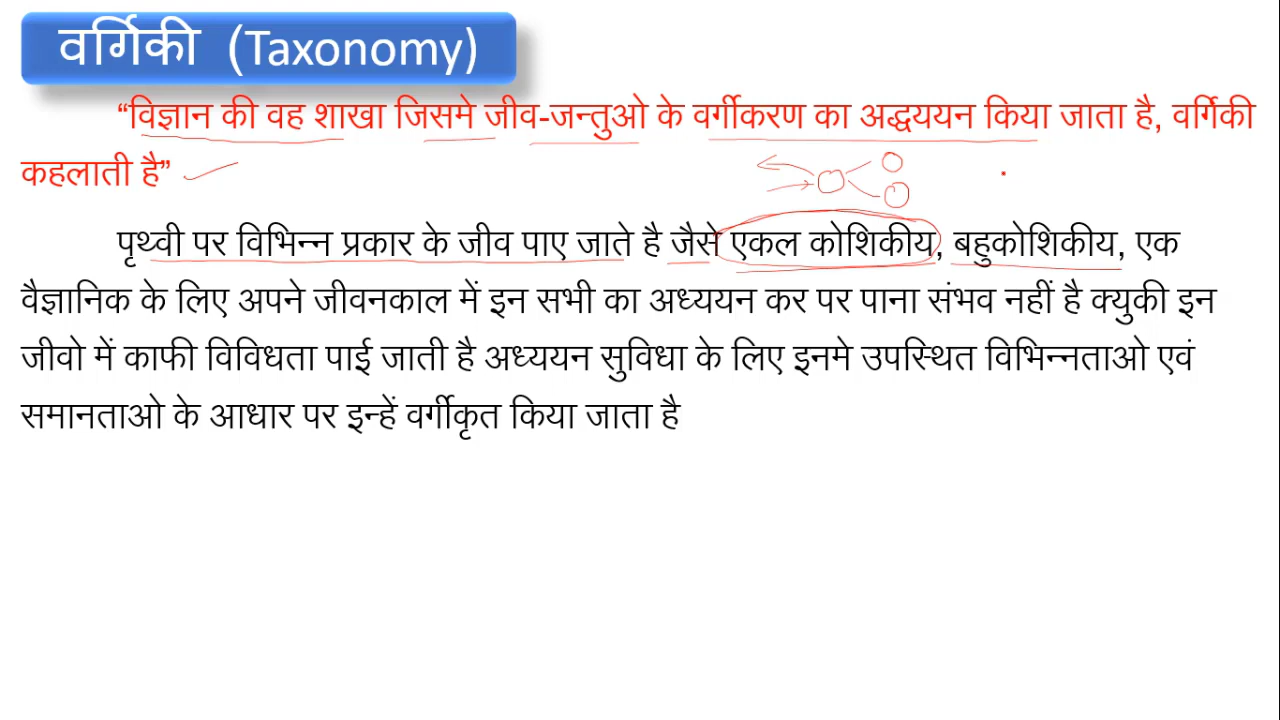 वर्गिकी (Taxonomy)
“विज्ञान की वह शाखा जिसमे जीव-जन्तुओ के वर्गीकरण का अद्धययन किया जाता है, वर्गिकी
कहलाती है”
पृथ्वी पर विभिन्न प्रकार के जीव पाए जाते है जैसे एकल कोशिकीय, बहुकोशिकीय, एक
वैज्ञानिक के लिए अपने जीवनकाल में इन सभी का अध्ययन कर पर पाना संभव नहीं है क्युकी इन
जीवो में काफी विविधता पाई जाती है अध्ययन सुविधा के लिए इनमे उपस्थित विभिन्नताओ एवं
समानताओ के आधार पर इन्हें वर्गीकृत किया जाता है